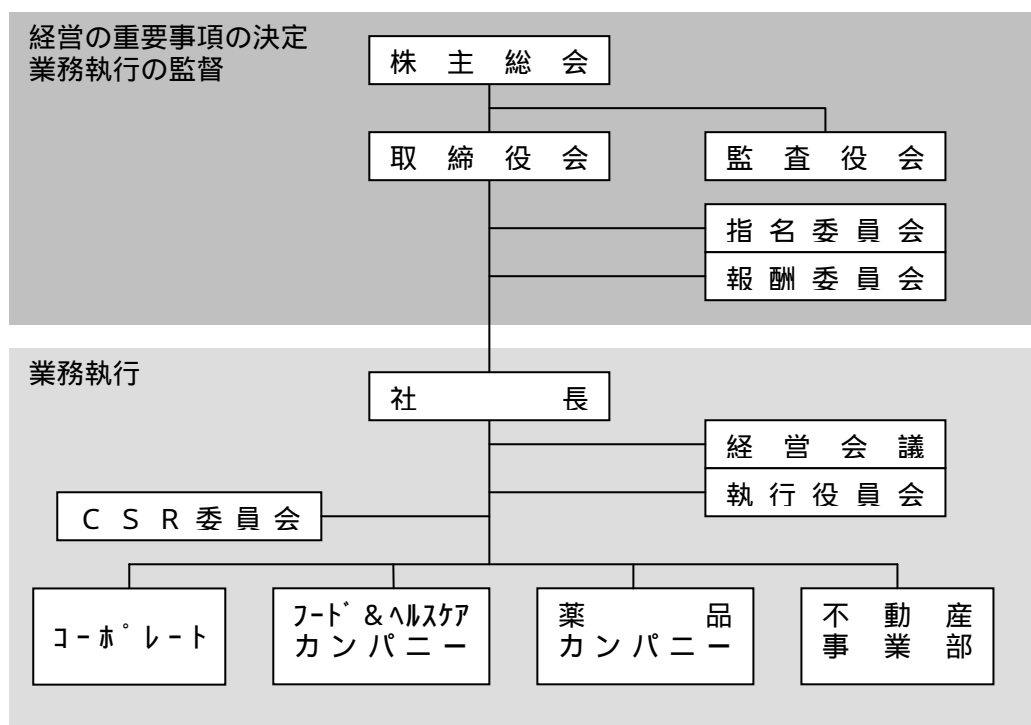 経営の重要事項の決定
業務執行の監督
株主総会
取締役会
監査役会
指名委員会
報酬委員会
業務執行
社長
経営会議
執行役員会
CSR委員会
コーポレート
フード&ヘルスケア
カンパニー
薬品
カンパニー
不動産
事業部